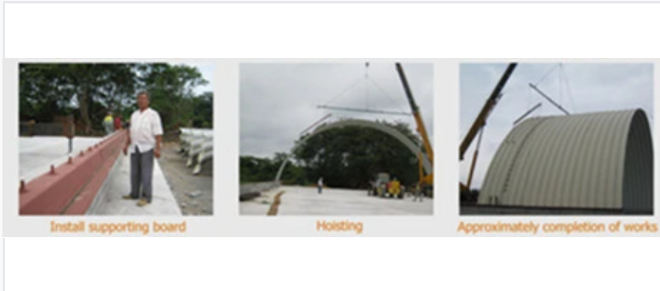 Install supporting board
Hoisting
Approximately completion of works